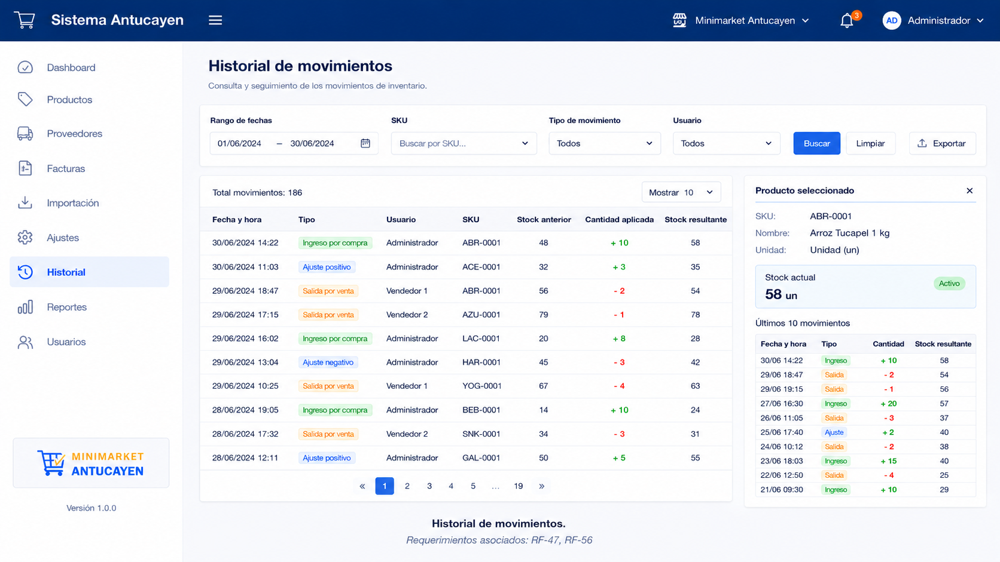 Sistema Antucayen
Minimarket Antucayen
3
AD
Administrador
Dashboard
Productos
Proveedores
Facturas
Importación
Ajustes
Historial
Reportes
Usuarios
MINIMARKET
ANTUCAYEN
Versión 1.0.0
Historial de movimientos
Consulta y seguimiento de los movimientos de inventario.
Rango de fechas SKU Tipo de movimiento Usuario
01/06/2024 – 30/06/2024 Buscar por SKU... Todos Todos Buscar Limpiar Exportar
Total movimientos: 186 Mostrar 10
Fecha y hora Tipo Usuario SKU Stock anterior Cantidad aplicada Stock resultante
30/06/2024 14:22 Ingreso por compra Administrador ABR-0001 48 + 10 58
30/06/2024 11:03 Ajuste positivo Administrador ACE-0001 32 + 3 35
29/06/2024 18:47 Salida por venta Vendedor 1 ABR-0001 56 - 2 54
29/06/2024 17:15 Salida por venta Vendedor 2 AZU-0001 79 - 1 78
29/06/2024 16:02 Ingreso por compra Administrador LAC-0001 20 + 8 28
29/06/2024 13:04 Ajuste negativo Administrador HAR-0001 45 - 3 42
29/06/2024 10:25 Salida por venta Vendedor 1 YOG-0001 67 - 4 63
28/06/2024 19:05 Ingreso por compra Administrador BEB-0001 14 + 10 24
28/06/2024 17:32 Salida por venta Vendedor 2 SNK-0001 34 - 3 31
28/06/2024 12:11 Ajuste positivo Administrador GAL-0001 50 + 5 55
« 1 2 3 4 5 ... 19 »
Producto seleccionado
SKU: ABR-0001
Nombre: Arroz Tucapel 1 kg
Unidad: Unidad (un)
Stock actual
58 un
Activo
Últimos 10 movimientos
Fecha y hora Tipo Cantidad Stock resultante
30/06 14:22 Ingreso + 10 58
29/06 18:47 Salida - 2 54
29/06 19:15 Salida - 1 56
27/06 16:30 Ingreso + 20 57
26/06 11:05 Salida - 3 37
25/06 17:40 Ajuste + 2 40
24/06 10:12 Salida - 2 38
23/06 18:03 Ingreso + 15 40
22/06 12:50 Salida - 4 25
21/06 09:30 Ingreso + 10 29
Historial de movimientos.
Requerimientos asociados: RF-47, RF-56